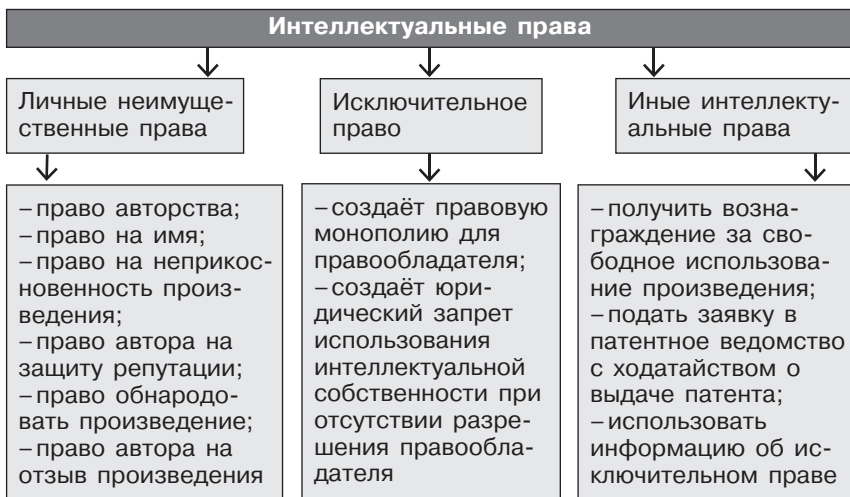 Интеллектуальные права
Личные неимуще-
ственные права
Исключительное
право
Иные интеллекту-
альные права
– право авторства;
– право на имя;
– право на неприкос-
новенность произ-
ведения;
– право автора на
защиту репутации;
– право обнародо-
вать произведение;
– право автора на
отзыв произведения
– создаёт правовую
монополию для
правообладателя;
– создаёт юри-
дический запрет
использования
интеллектуальной
собственности при
отсутствии разре-
шения правообла-
дателя
– получить возна-
граждение за сво-
бодное использова-
ние произведения;
– подать заявку в
патентное ведомство
с ходатайством о
выдаче патента;
– использовать
информацию об ис-
ключительном праве